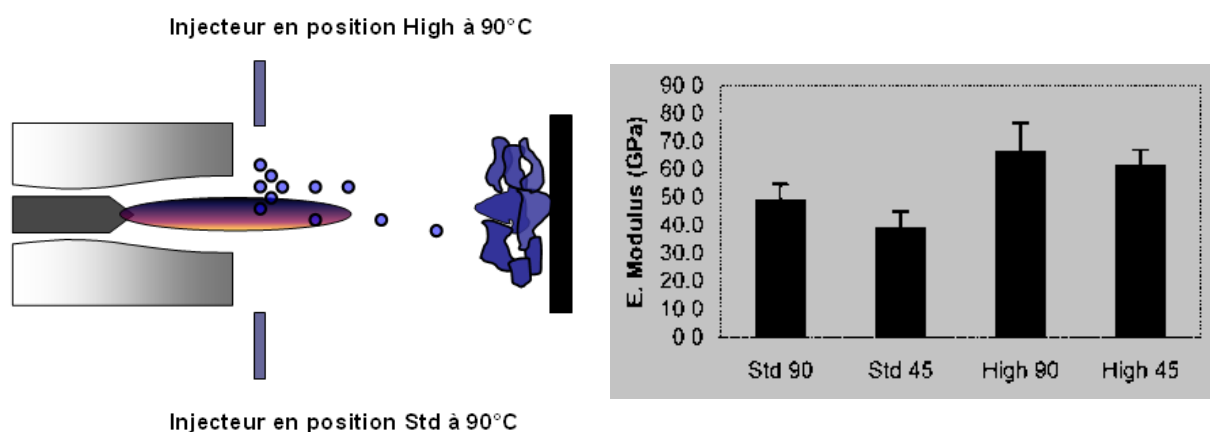 Injecteur en position High à 90°C
Injecteur en position Std à 90°C
E. Modulus (GPa)
90.0
80.0
70.0
60.0
50.0
40.0
30.0
20.0
10.0
0.0
Std 90
Std 45
High 90
High 45